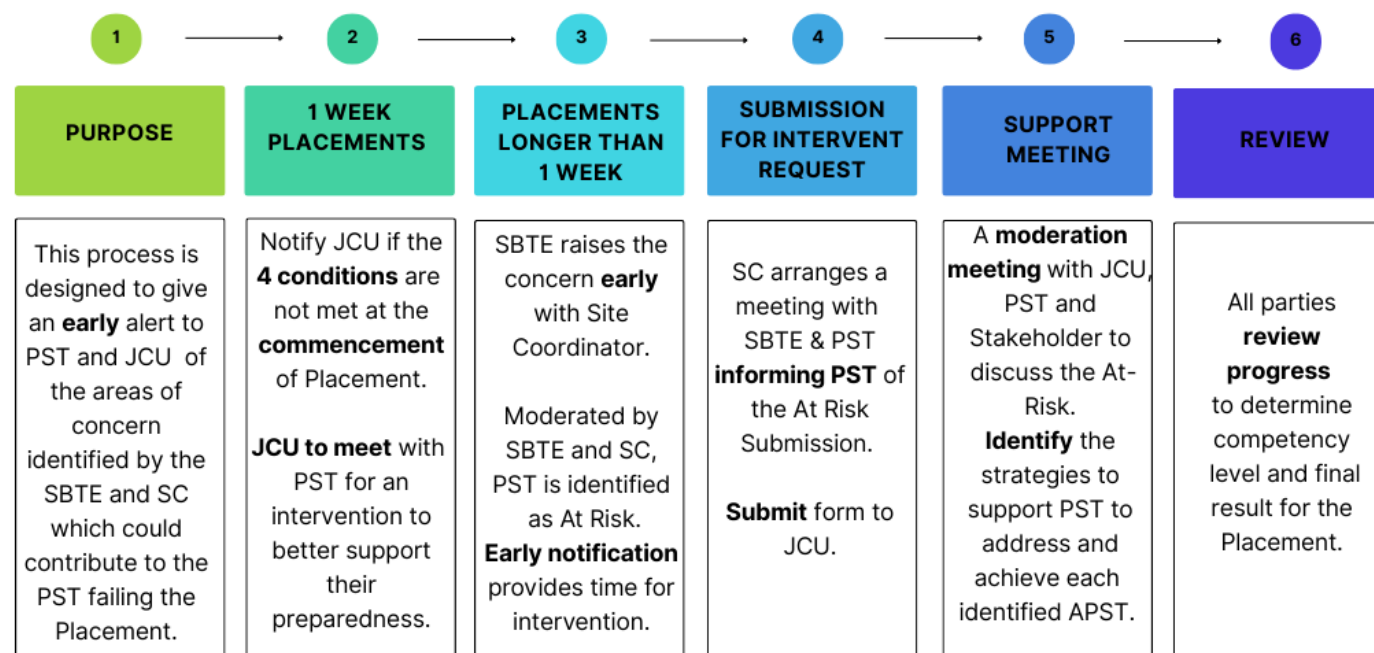 1
2
3
4
5
6
PURPOSE
1 WEEK
PLACEMENTS
PLACEMENTS
LONGER THAN
1 WEEK
SUBMISSION
FOR INTERVENT
REQUEST
SUPPORT
MEETING
REVIEW
This process is
designed to give
an early alert to
PST and JCU of
the areas of
concern
identified by the
SBTE and SC
which could
contribute to the
PST failing the
Placement.
Notify JCU if the
4 conditions are
not met at the
commencement
of Placement.
JCU to meet with
PST for an
intervention to
better support
their
preparedness.
SBTE raises the
concern early
with Site
Coordinator.
Moderated by
SBTE and SC,
PST is identified
as At Risk.
Early notification
provides time for
intervention.
SC arranges a
meeting with
SBTE & PST
informing PST of
the At Risk
Submission.
Submit form to
JCU.
A moderation
meeting with JCU,
PST and
Stakeholder to
discuss the At-
Risk.
Identify the
strategies to
support PST to
address and
achieve each
identified APST.
All parties
review
progress
to determine
competency
level and final
result for the
Placement.